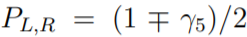 P_{L,R} = (1 ∓ γ_5)/2